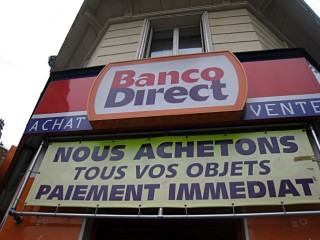 Banco
Direct
ACHAT
VENTE
NOUS ACHETONS
TOUS VOS OBJETS
PAIEMENT IMMEDIAT